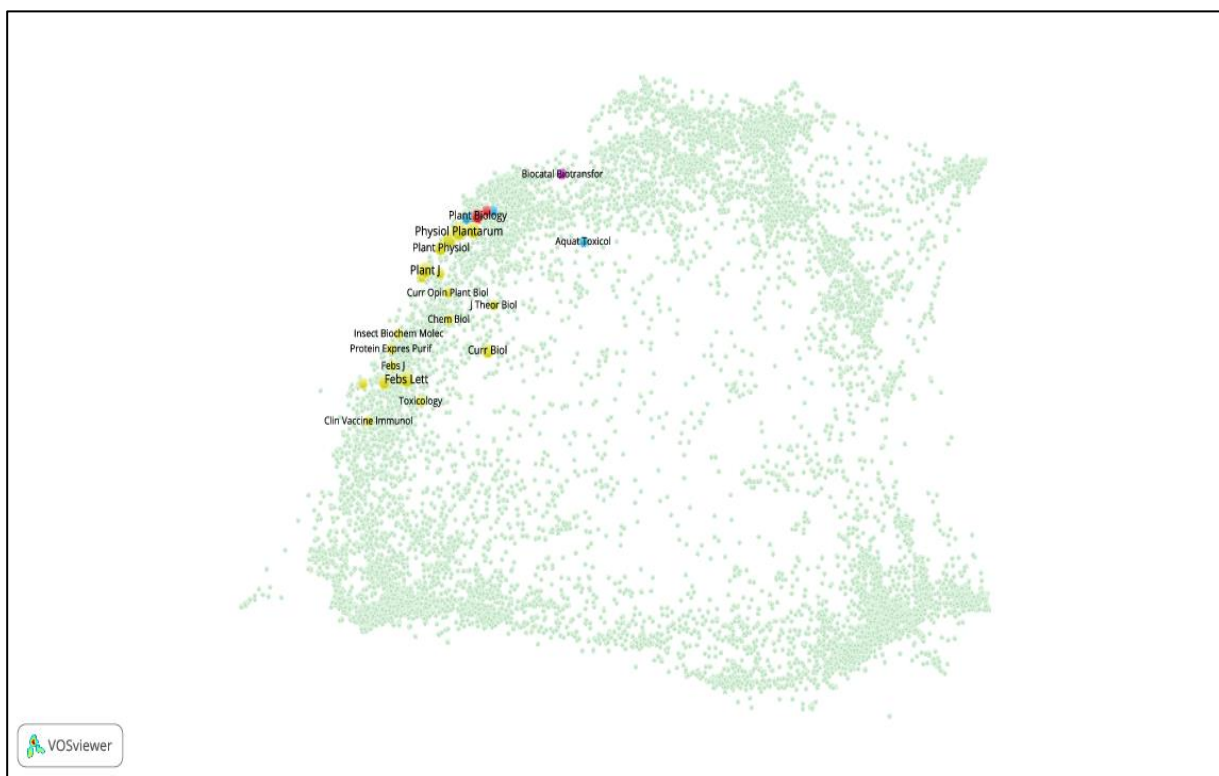 Biocatal Biotransfor
Plant Biology
Physiol Plantarum
Aquat Toxicol
Plant Physiol
Plant J
Curr Opin Plant Biol
J Theor Biol
Chem Biol
Insect Biochem Molec
Protein Expres Purif
Curr Biol
Febs J
Febs Lett
Toxicology
Clin Vaccine Immunol
VOSviewer